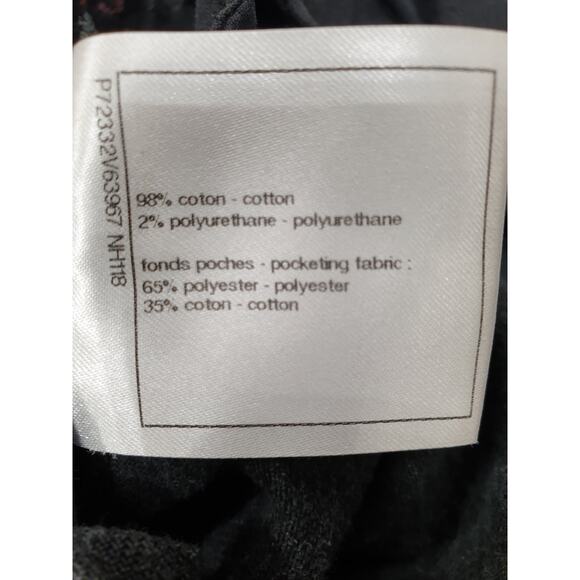 P72332V63967 NH118
98% coton - cotton
2% polyurethane - polyurethane
fonds poches - pocketing fabric :
65% polyester - polyester
35% coton - cotton